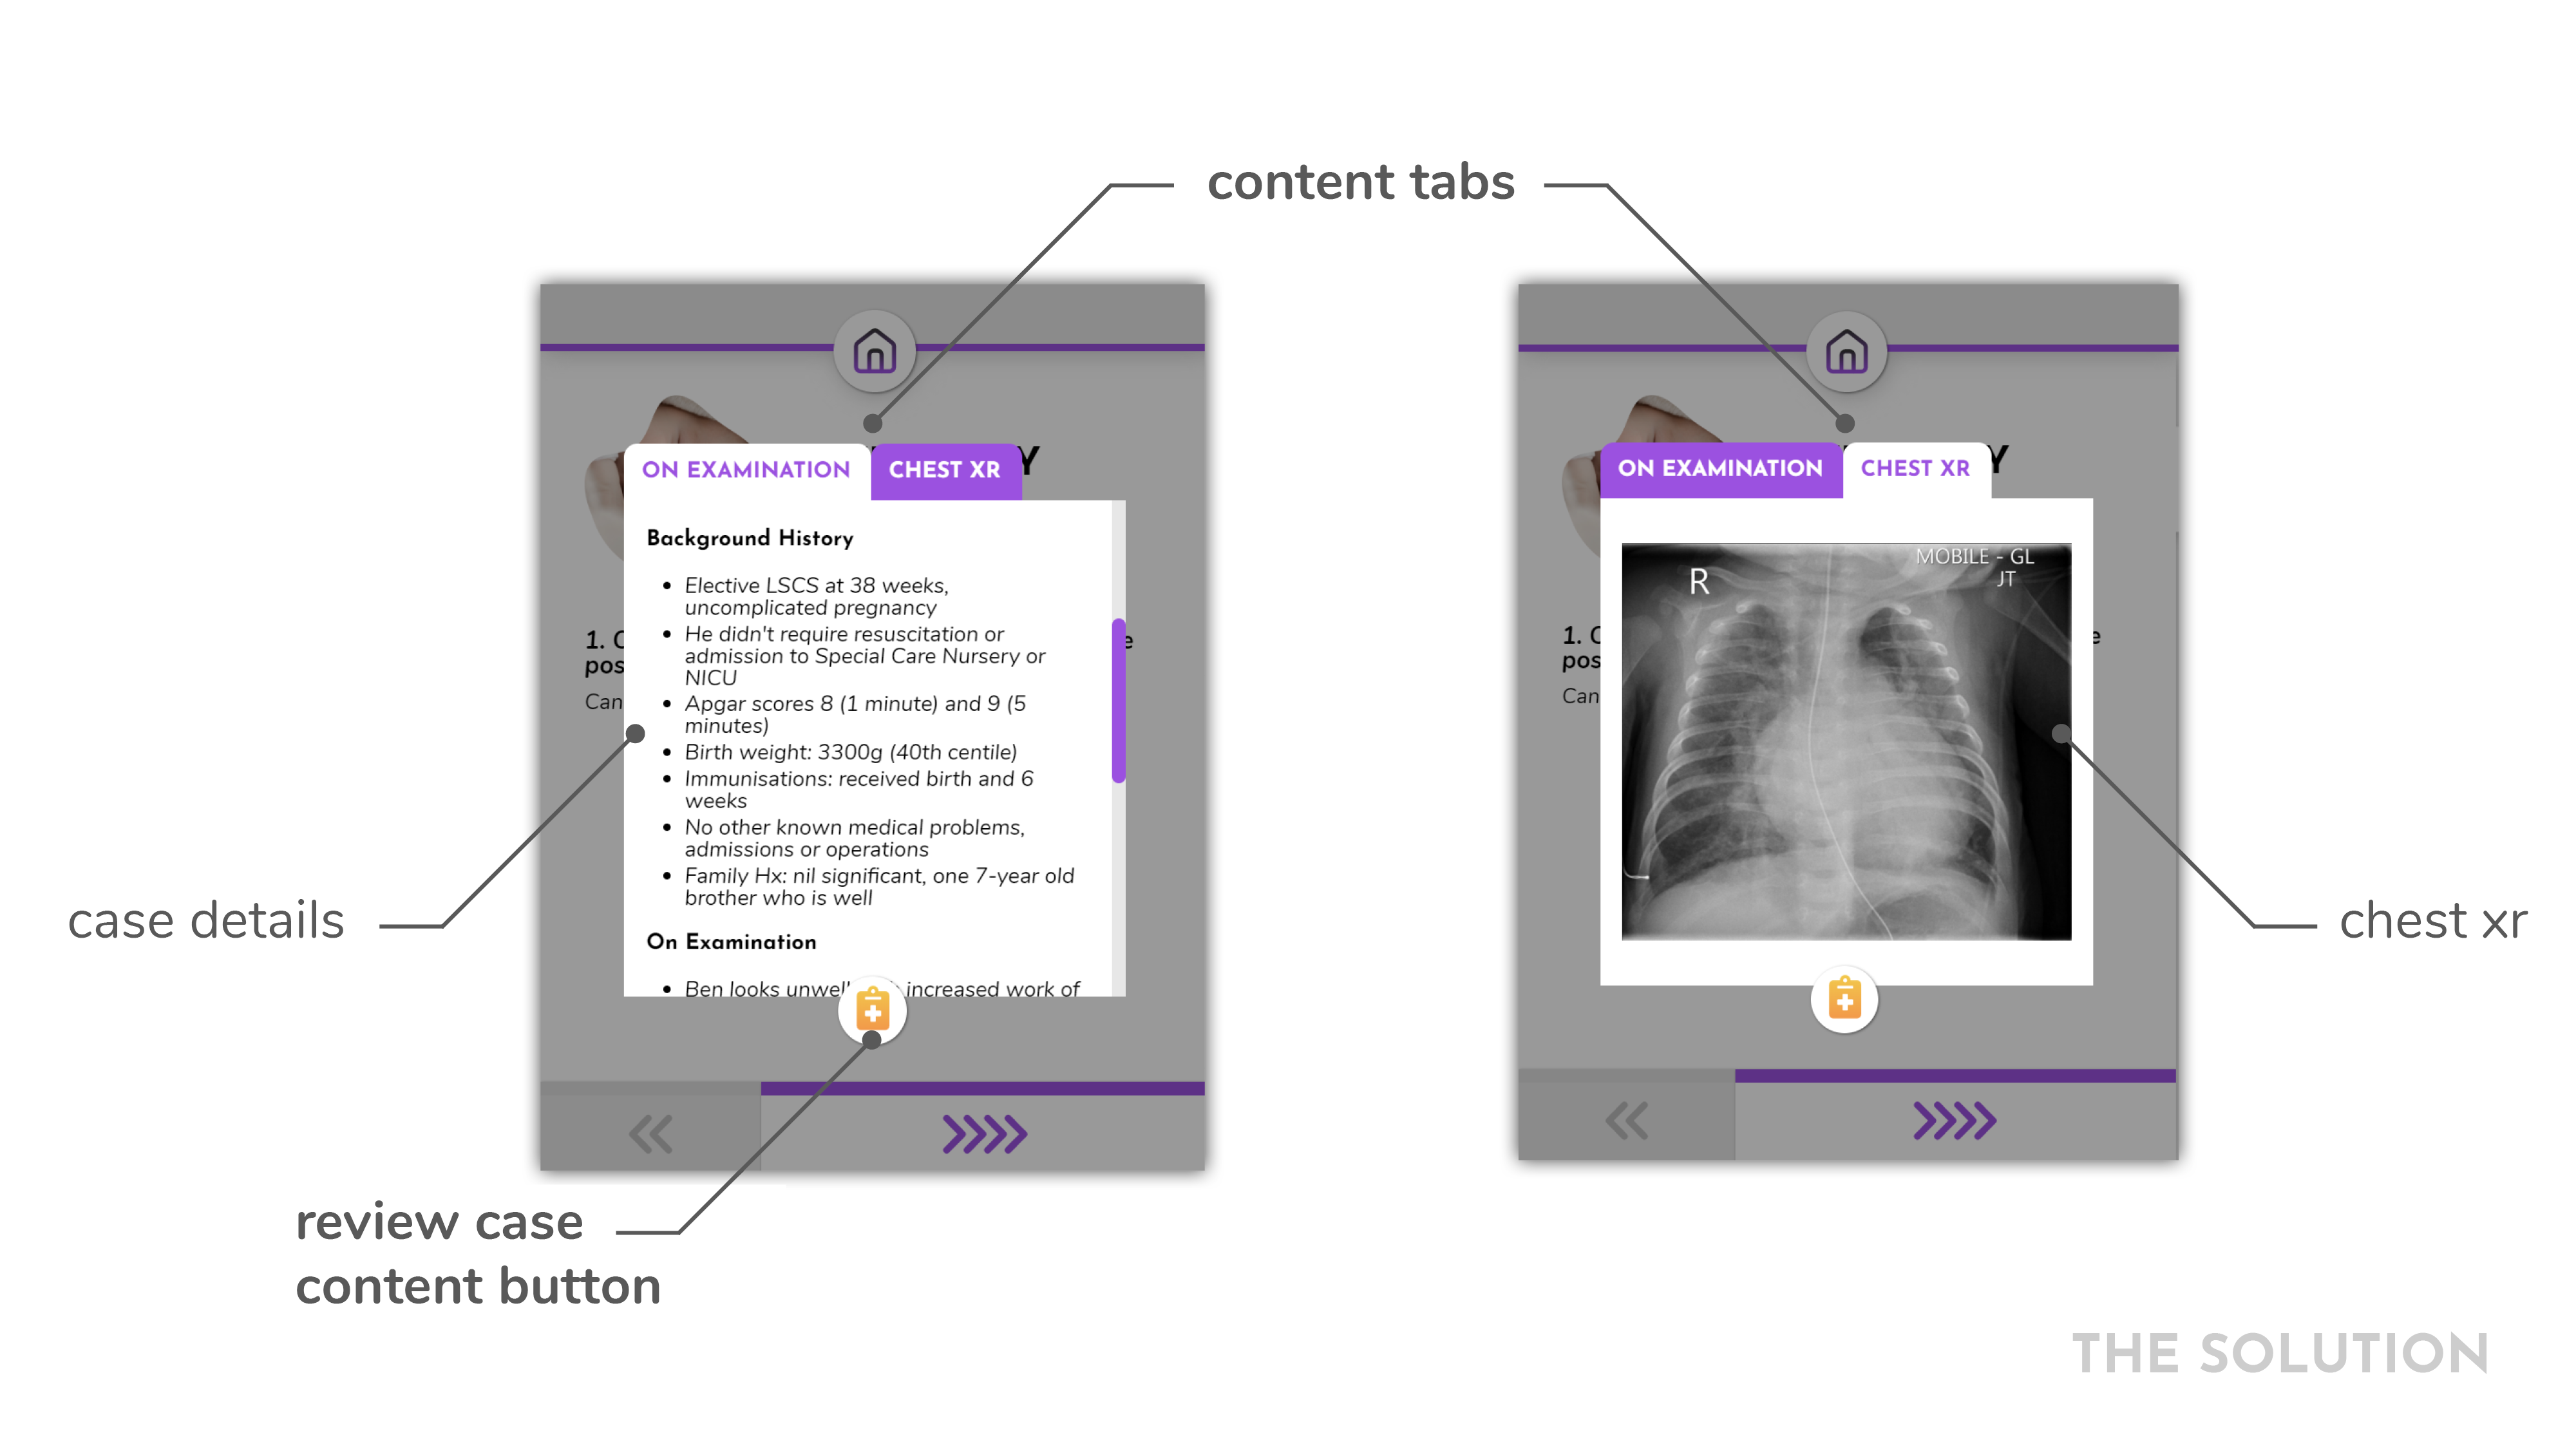 content tabs
Y
ON EXAMINATION
CHEST XR
Background History
Elective LSCS at 38 weeks,
uncomplicated pregnancy
He didn't require resuscitation or
admission to Special Care Nursery or
NICU
Apgar scores 8 (1 minute) and 9 (5
minutes)
Birth weight: 3300g (40th centile)
Immunisations: received birth and 6
weeks
No other known medical problems,
admissions or operations
Family Hx: nil significant, one 7-year old
brother who is well
On Examination
Ben looks unwell increased work of
1. C
e
pos
Can
case details
review case
content button
Y
ON EXAMINATION
CHEST XR
MOBILE - GL
JT
R
1. C
e
pos
Can
chest xr
THE SOLUTION